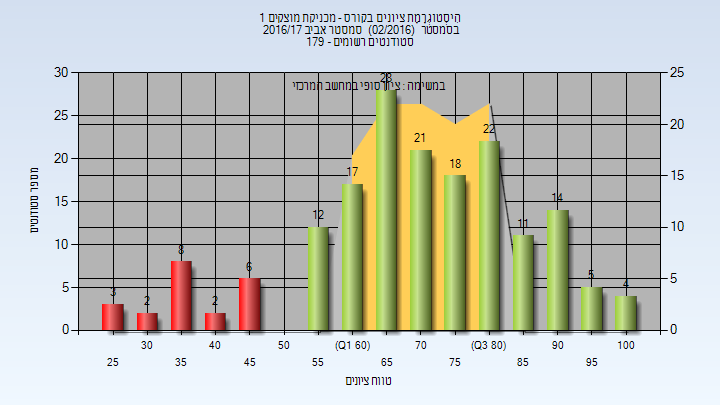 היסטוגרמת ציונים בקורס - מכניקת מוצקים 1
בסמסטר (02/2016) סמסטר אביב 2016/17
סטודנטים רשומים - 179
במשימה : ציון סופי במחשב המרכזי
מספר סטודנטים
30 25 20 15 10 5 0
25 20 15 10 5 0
3 2 8 2 6 12 17 28 21 18 22 11 14 5 4
30 40 50 (Q1 60) 70 (Q3 80) 90 100
25 35 45 55 65 75 85 95
טווח ציונים